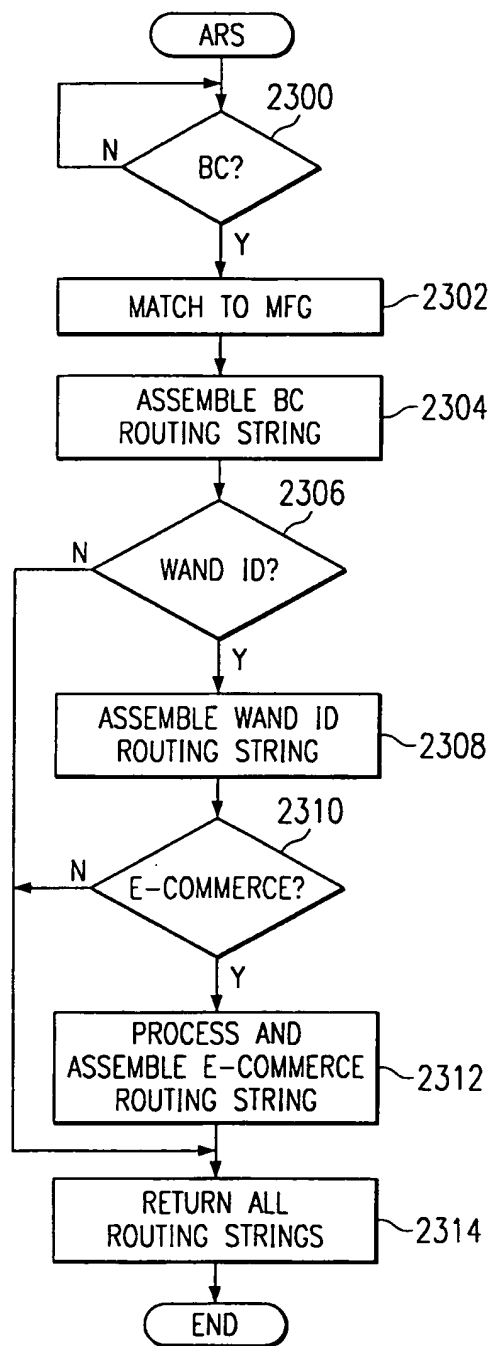 ARS
2300
N
BC?
Y
MATCH TO MFG
2302
ASSEMBLE BC
ROUTING STRING
2304
2306
N
WAND ID?
Y
ASSEMBLE WAND ID
ROUTING STRING
2308
2310
N
E-COMMERCE?
Y
PROCESS AND
ASSEMBLE E-COMMERCE
ROUTING STRING
2312
RETURN ALL
ROUTING STRINGS
2314
END